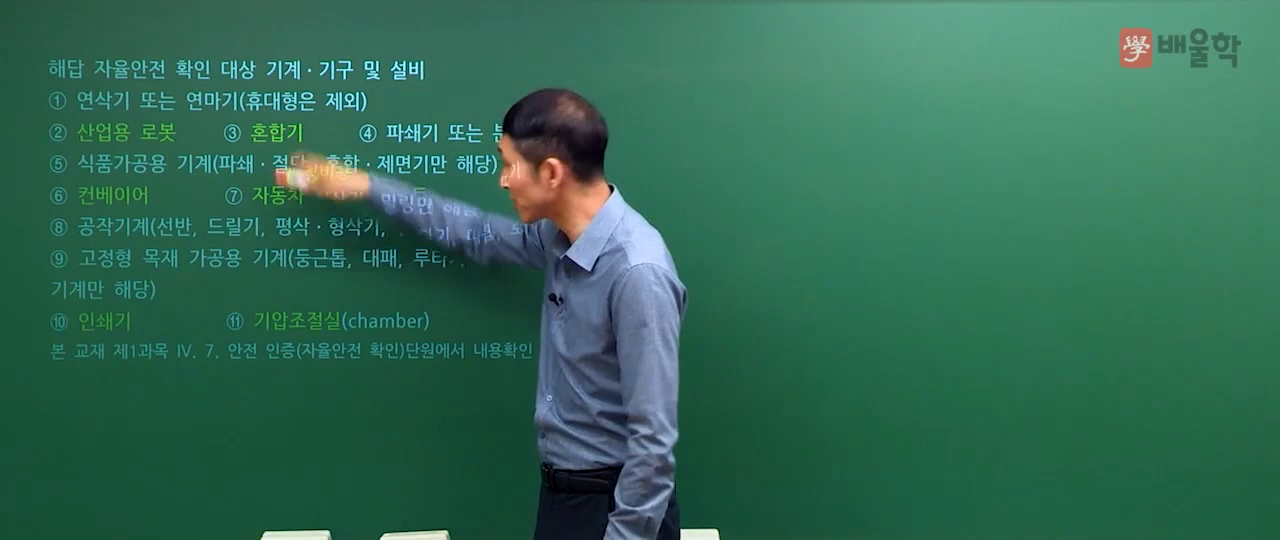 學 배울학
해답 자율안전 확인 대상 기계·기구 및 설비
① 연삭기 또는 연마기(휴대형은 제외)
② 산업용 로봇 ③ 혼합기 ④ 파쇄기 또는
⑤ 식품가공용 기계(파쇄·절단·혼합·제면기만 해당)
⑥ 컨베이어 ⑦ 자동차
⑧ 공작기계(선반, 드릴기, 평삭·형삭기,
⑨ 고정형 목재 가공용 기계(둥근톱, 대패, 루타기
기계만 해당)
⑩ 인쇄기 ⑪ 기압조절실(chamber)
본 교재 제1과목 Ⅳ. 7. 안전 인증(자율안전 확인)단원에서 내용확인